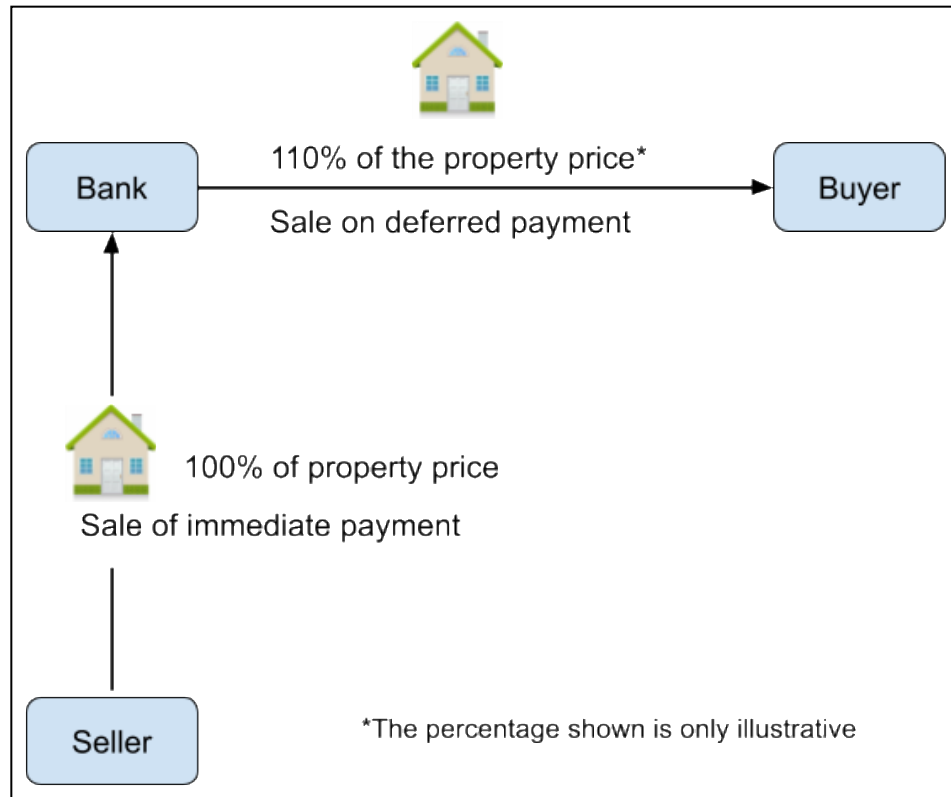 110% of the property price*
Bank
Buyer
Sale on deferred payment
100% of property price
Sale of immediate payment
Seller
*The percentage shown is only illustrative